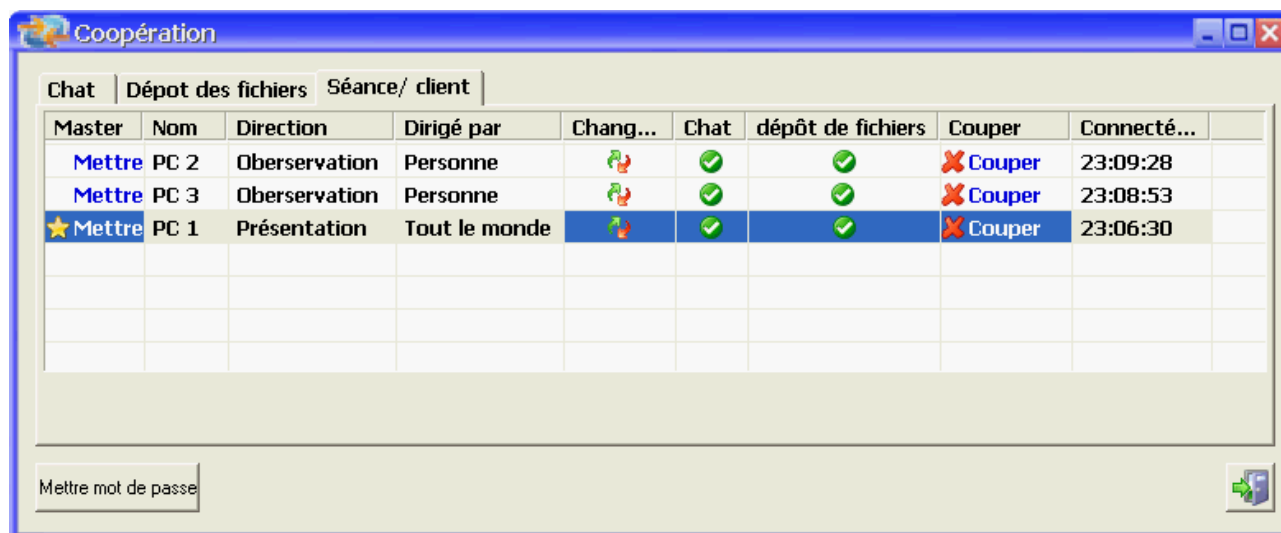 Coopération
Chat Dépot des fichiers Séance/ client
Master Nom Direction Dirigé par Chang... Chat dépôt de fichiers Couper Connecté...
Mettre PC 2 Oberservation Personne Couper 23:09:28
Mettre PC 3 Oberservation Personne Couper 23:08:53
Mettre PC 1 Présentation Tout le monde Couper 23:06:30
Mettre mot de passe